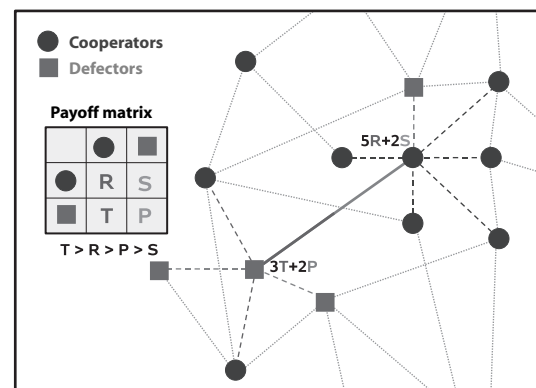 Cooperators
Defectors
Payoff matrix
R S
T P
T > R > P > S
5R+2S
3T+2P